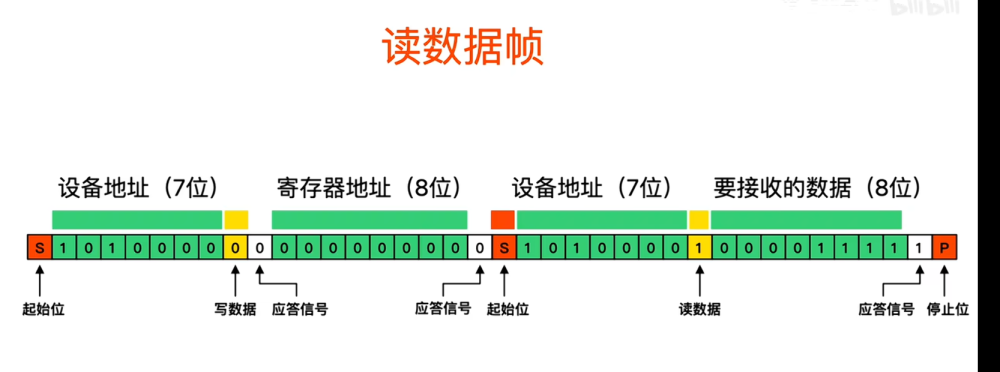 bilibili
读数据帧
设备地址（7位） 寄存器地址（8位） 设备地址（7位） 要接收的数据（8位）
S 1 0 1 0 0 0 0 0 0 0 0 0 0 0 0 0 0 0 S 1 0 1 0 0 0 0 1 0 0 0 0 1 1 1 1 1 P
起始位 写数据 应答信号 应答信号 起始位 读数据 应答信号 停止位